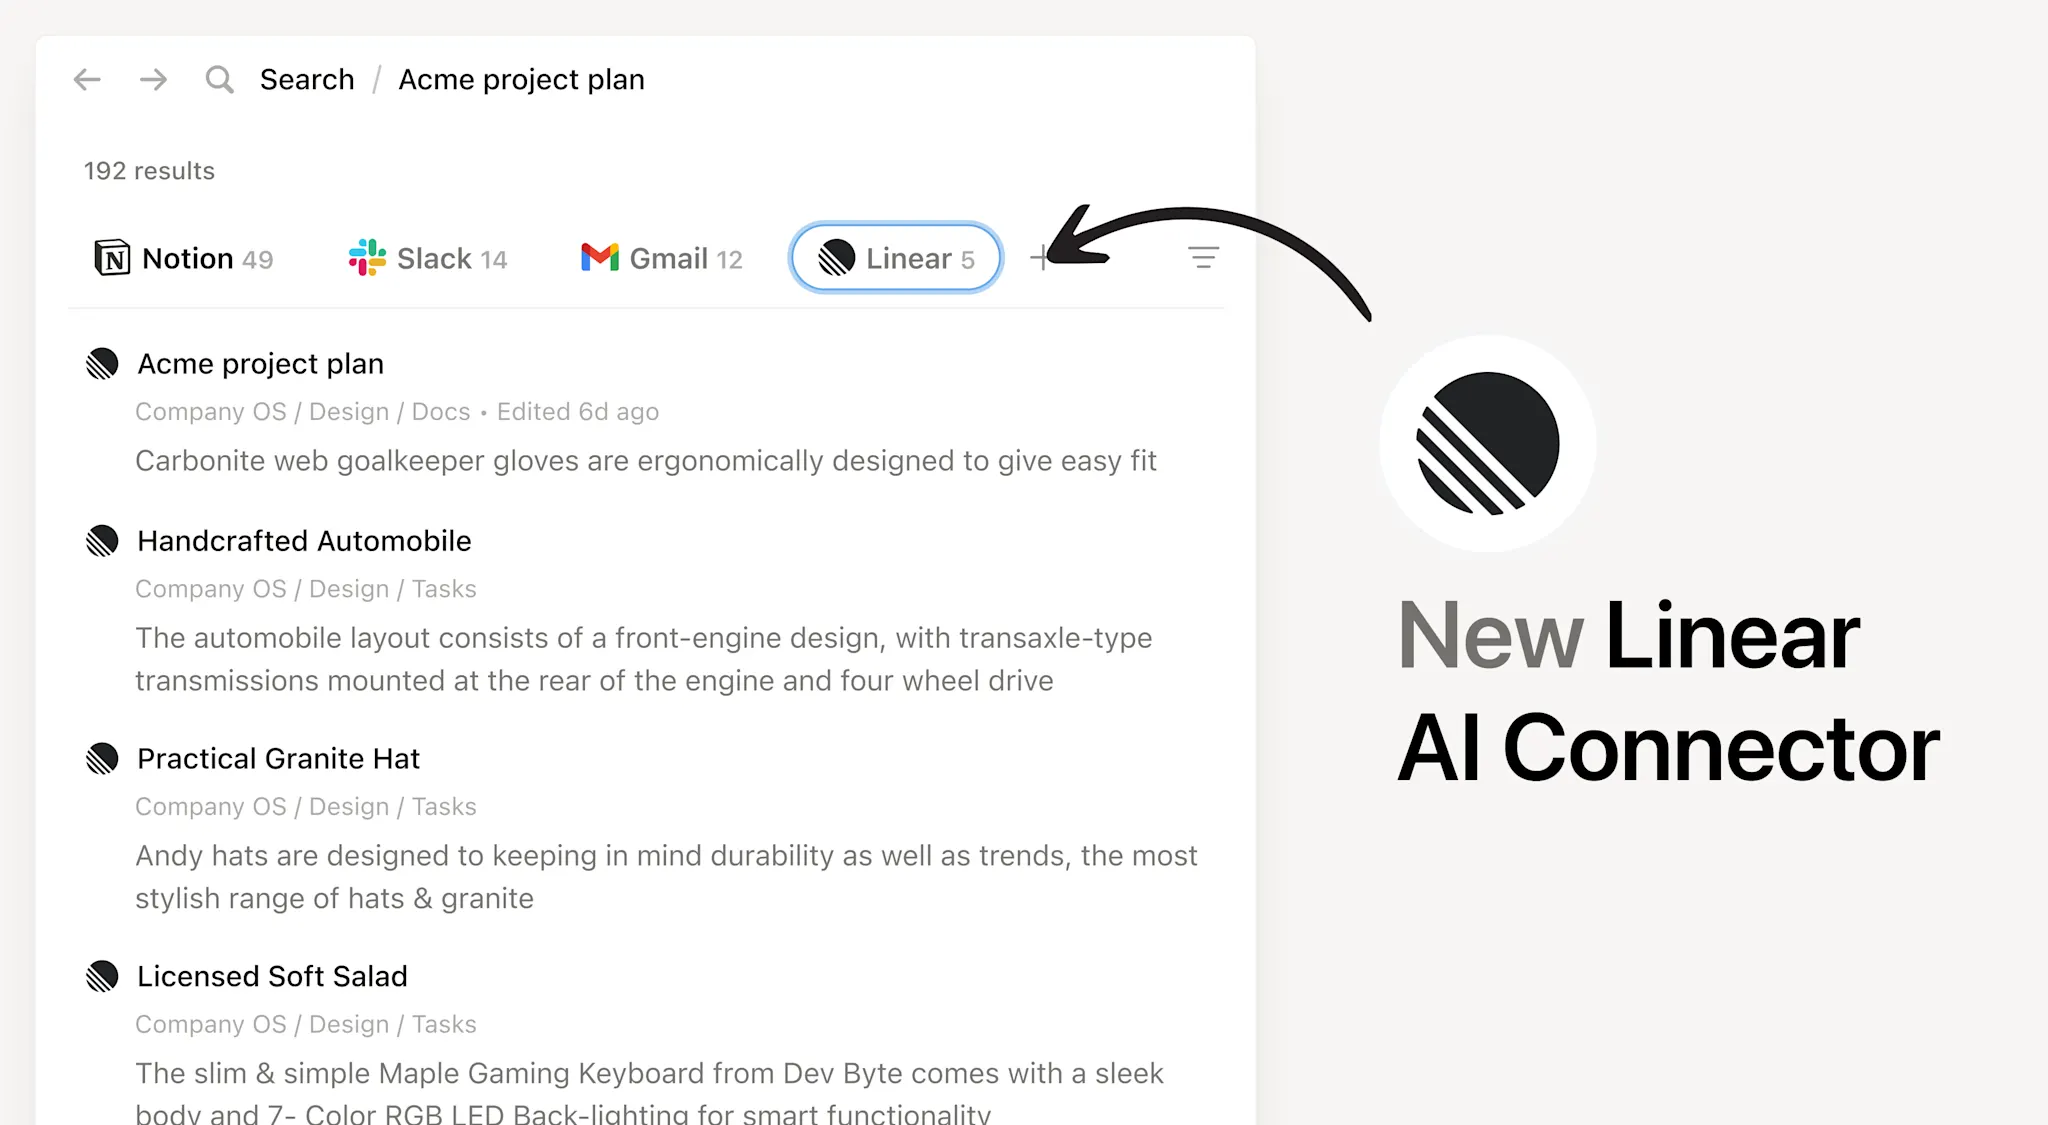 Search / Acme project plan
192 results
Notion 49 Slack 14 Gmail 12 Linear 5
Acme project plan
Company OS / Design / Docs • Edited 6d ago
Carbonite web goalkeeper gloves are ergonomically designed to give easy fit
Handcrafted Automobile
Company OS / Design / Tasks
The automobile layout consists of a front-engine design, with transaxle-type
transmissions mounted at the rear of the engine and four wheel drive
Practical Granite Hat
Company OS / Design / Tasks
Andy hats are designed to keeping in mind durability as well as trends, the most
stylish range of hats & granite
Licensed Soft Salad
Company OS / Design / Tasks
The slim & simple Maple Gaming Keyboard from Dev Byte comes with a sleek
body and 7- Color RGB LED Back-lighting for smart functionality
New Linear
AI Connector